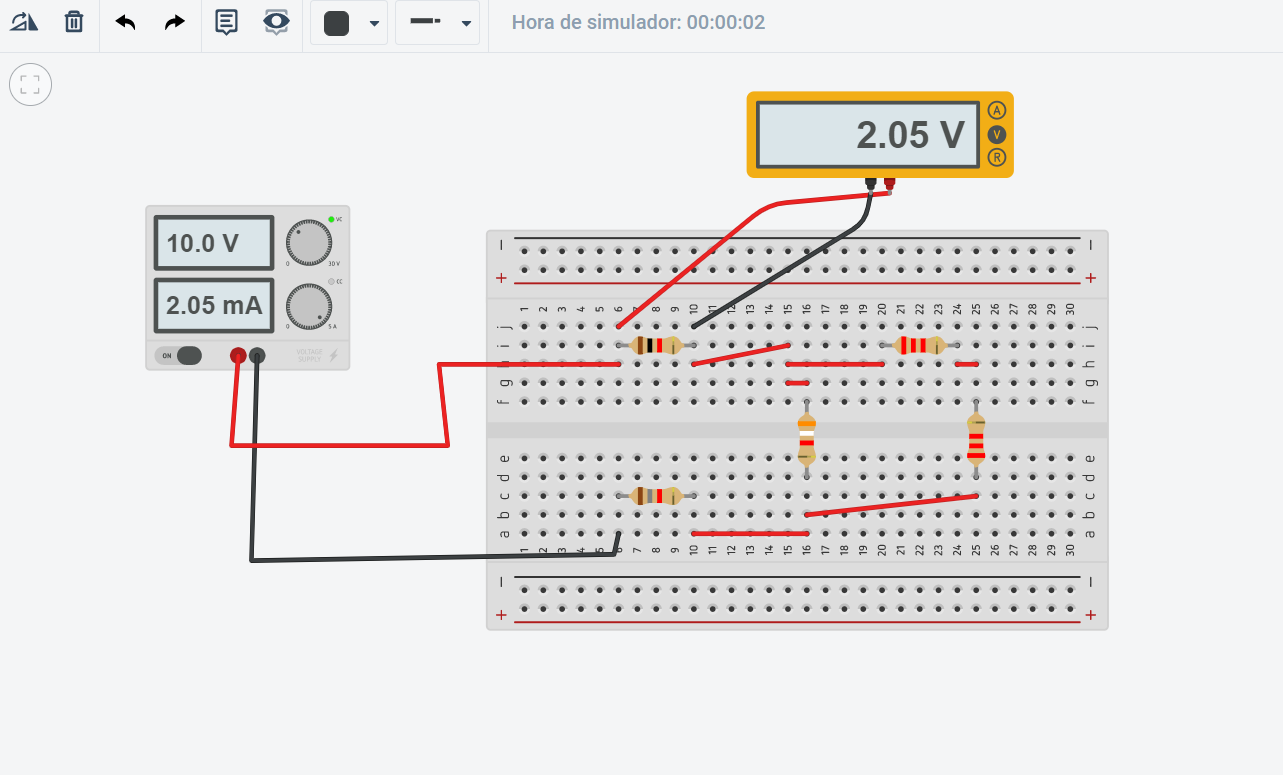 Hora de simulador: 00:00:02
2.05 V
A
V
R
10.0 V
VC
0 30 V
2.05 mA
CC
0 5 A
ON
VOLTAGE
SUPPLY
− −
+ +
1 2 3 4 5 6 7 8 9 10 11 12 13 14 15 16 17 18 19 20 21 22 23 24 25 26 27 28 29 30
j j
i i
h h
g g
f f
e e
d d
c c
b b
a a
1 2 3 4 5 6 7 8 9 10 11 12 13 14 15 16 17 18 19 20 21 22 23 24 25 26 27 28 29 30
− −
+ +